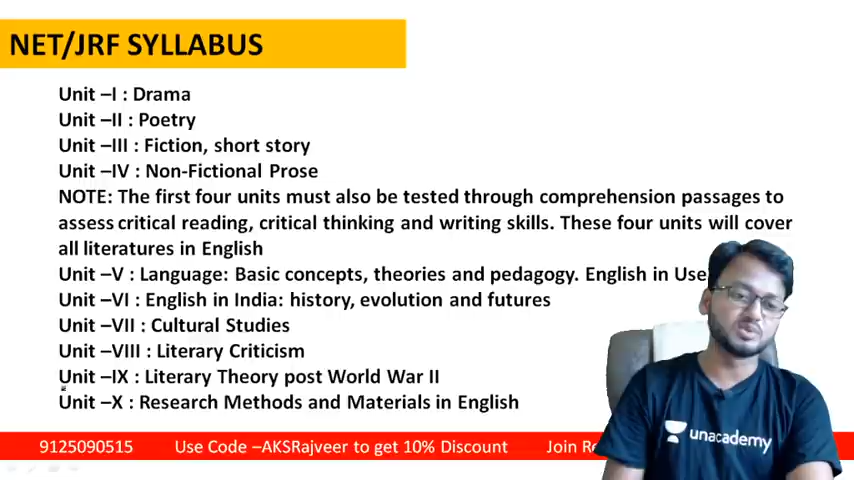 NET/JRF SYLLABUS
Unit –I : Drama
Unit –II : Poetry
Unit –III : Fiction, short story
Unit –IV : Non-Fictional Prose
NOTE: The first four units must also be tested through comprehension passages to
assess critical reading, critical thinking and writing skills. These four units will cover
all literatures in English
Unit –V : Language: Basic concepts, theories and pedagogy. English in Use
Unit –VI : English in India: history, evolution and futures
Unit –VII : Cultural Studies
Unit –VIII : Literary Criticism
Unit –IX : Literary Theory post World War II
Unit –X : Research Methods and Materials in English
unacademy
9125090515 Use Code –AKSRajveer to get 10% Discount Join